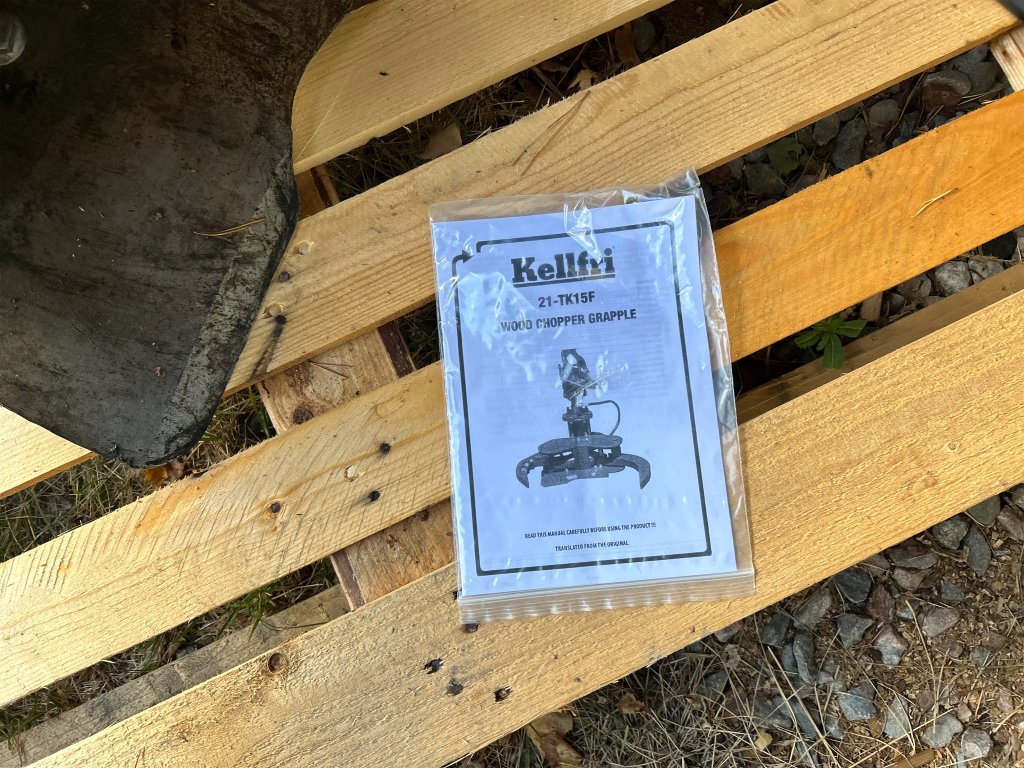 Kellfri
21-TK15F
WOOD CHOPPER GRAPPLE
READ THIS MANUAL CAREFULLY BEFORE USING THE PRODUCT !!!
TRANSLATED FROM THE ORIGINAL